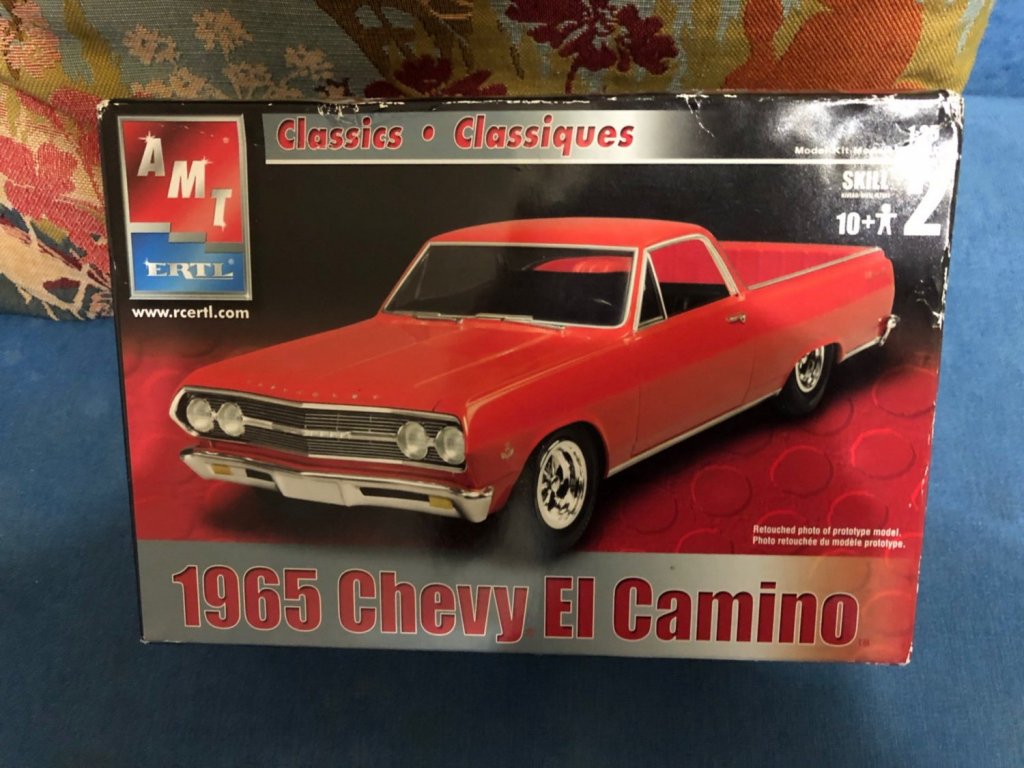 Classics • Classiques
AMT
ERTL
www.rcertl.com
SKILL 2
10+
Retouched photo of prototype model.
Photo retouchée du modèle prototype.
1965 Chevy El Camino